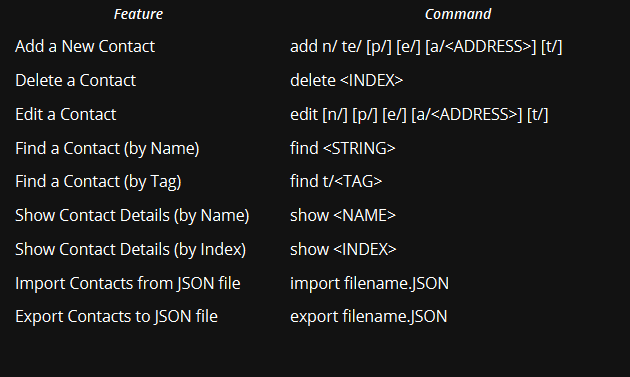 Feature Command
Add a New Contact add n/ te/ [p/] [e/] [a/<ADDRESS>] [t/]
Delete a Contact delete <INDEX>
Edit a Contact edit [n/] [p/] [e/] [a/<ADDRESS>] [t/]
Find a Contact (by Name) find <STRING>
Find a Contact (by Tag) find t/<TAG>
Show Contact Details (by Name) show <NAME>
Show Contact Details (by Index) show <INDEX>
Import Contacts from JSON file import filename.JSON
Export Contacts to JSON file export filename.JSON